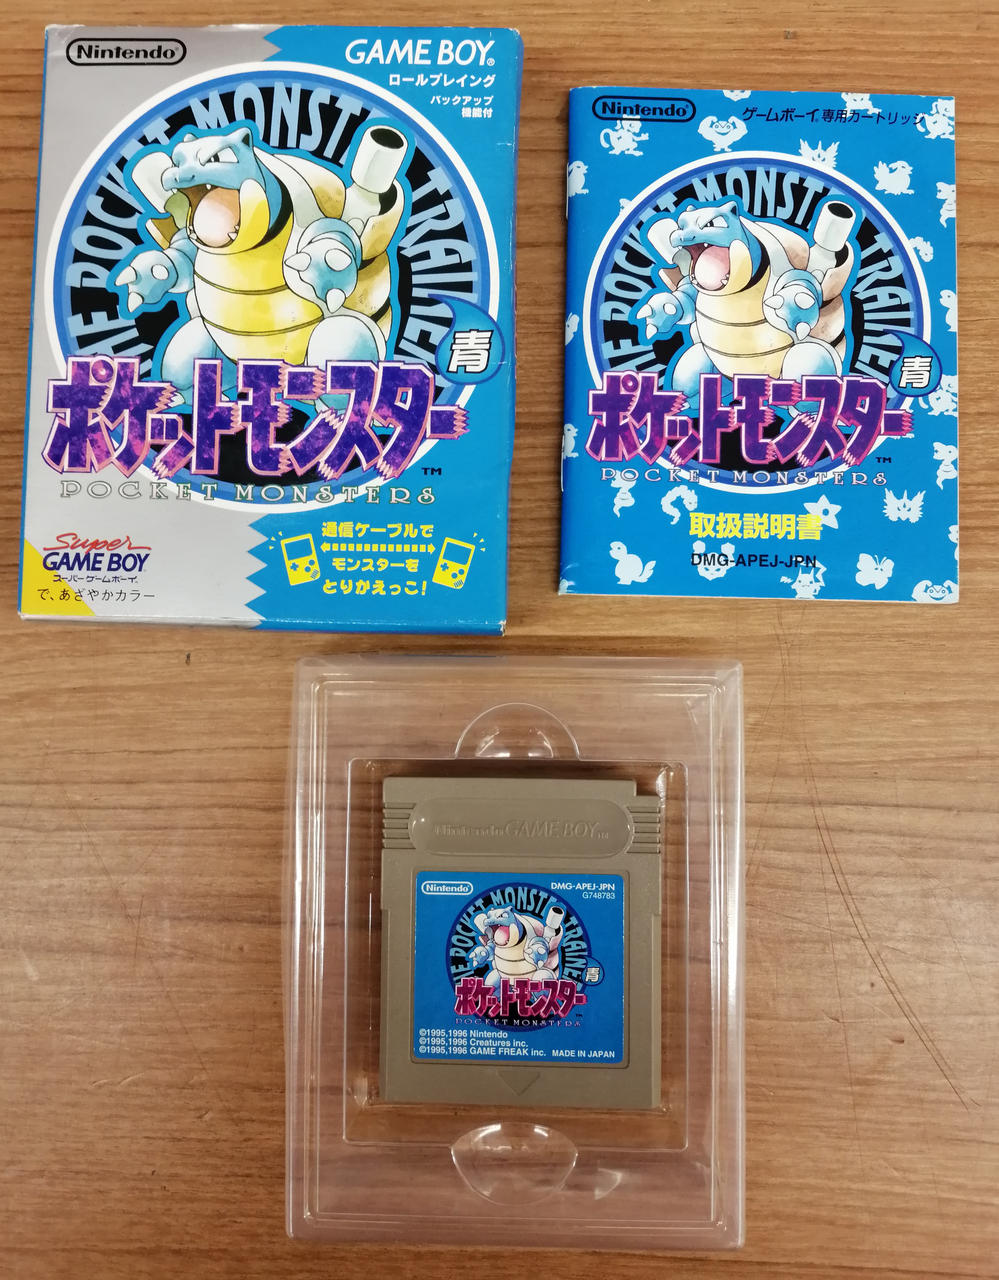 Nintendo
GAME BOY®
ロールプレイング
バックアップ
機能付
THE POCKET MONSTER TRAINER
青
ポケットモンスター
TM
POCKET MONSTERS
Super
GAME BOY
スーパーゲームボーイ
で、あざやかカラー
通信ケーブルで
モンスターを
とりかえっこ!
Nintendo
ゲームボーイ®専用カートリッジ
THE POCKET MONSTER TRAINER
青
ポケットモンスター
TM
POCKET MONSTERS
取扱説明書
DMG-APEJ-JPN
Nintendo GAME BOY TM
Nintendo
DMG-APEJ-JPN
G748783
THE POCKET MONSTER TRAINER
青
ポケットモンスター
TM
POCKET MONSTERS
©1995,1996 Nintendo
©1995,1996 Creatures inc.
©1995,1996 GAME FREAK inc. MADE IN JAPAN